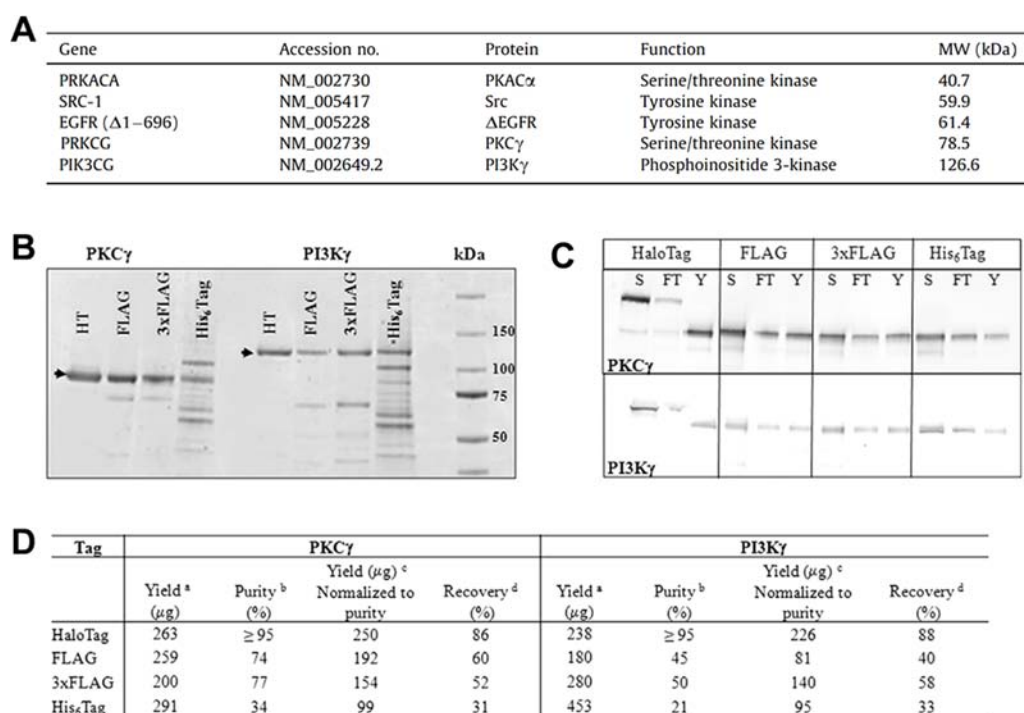 A
Gene Accession no. Protein Function MW (kDa)
PRKACA NM_002730 PKACα Serine/threonine kinase 40.7
SRC-1 NM_005417 Src Tyrosine kinase 59.9
EGFR (Δ1−696) NM_005228 ΔEGFR Tyrosine kinase 61.4
PRKCG NM_002739 PKCγ Serine/threonine kinase 78.5
PIK3CG NM_002649.2 PI3Kγ Phosphoinositide 3-kinase 126.6
B
PKCγ PI3Kγ kDa
HT FLAG 3xFLAG His6Tag HT FLAG 3xFLAG His6Tag
150
100
75
50
C
HaloTag FLAG 3xFLAG His6Tag
S FT Y S FT Y S FT Y S FT Y
PKCγ
PI3Kγ
D
Tag PKCγ PI3Kγ
Yield a (μg) Purity b (%) Yield (μg) c Normalized to purity Recovery d (%) Yield a (μg) Purity b (%) Yield (μg) c Normalized to purity Recovery d (%)
HaloTag 263 ≥95 250 86 238 ≥95 226 88
FLAG 259 74 192 60 180 45 81 40
3xFLAG 200 77 154 52 280 50 140 58
His6Tag 291 34 99 31 453 21 95 33